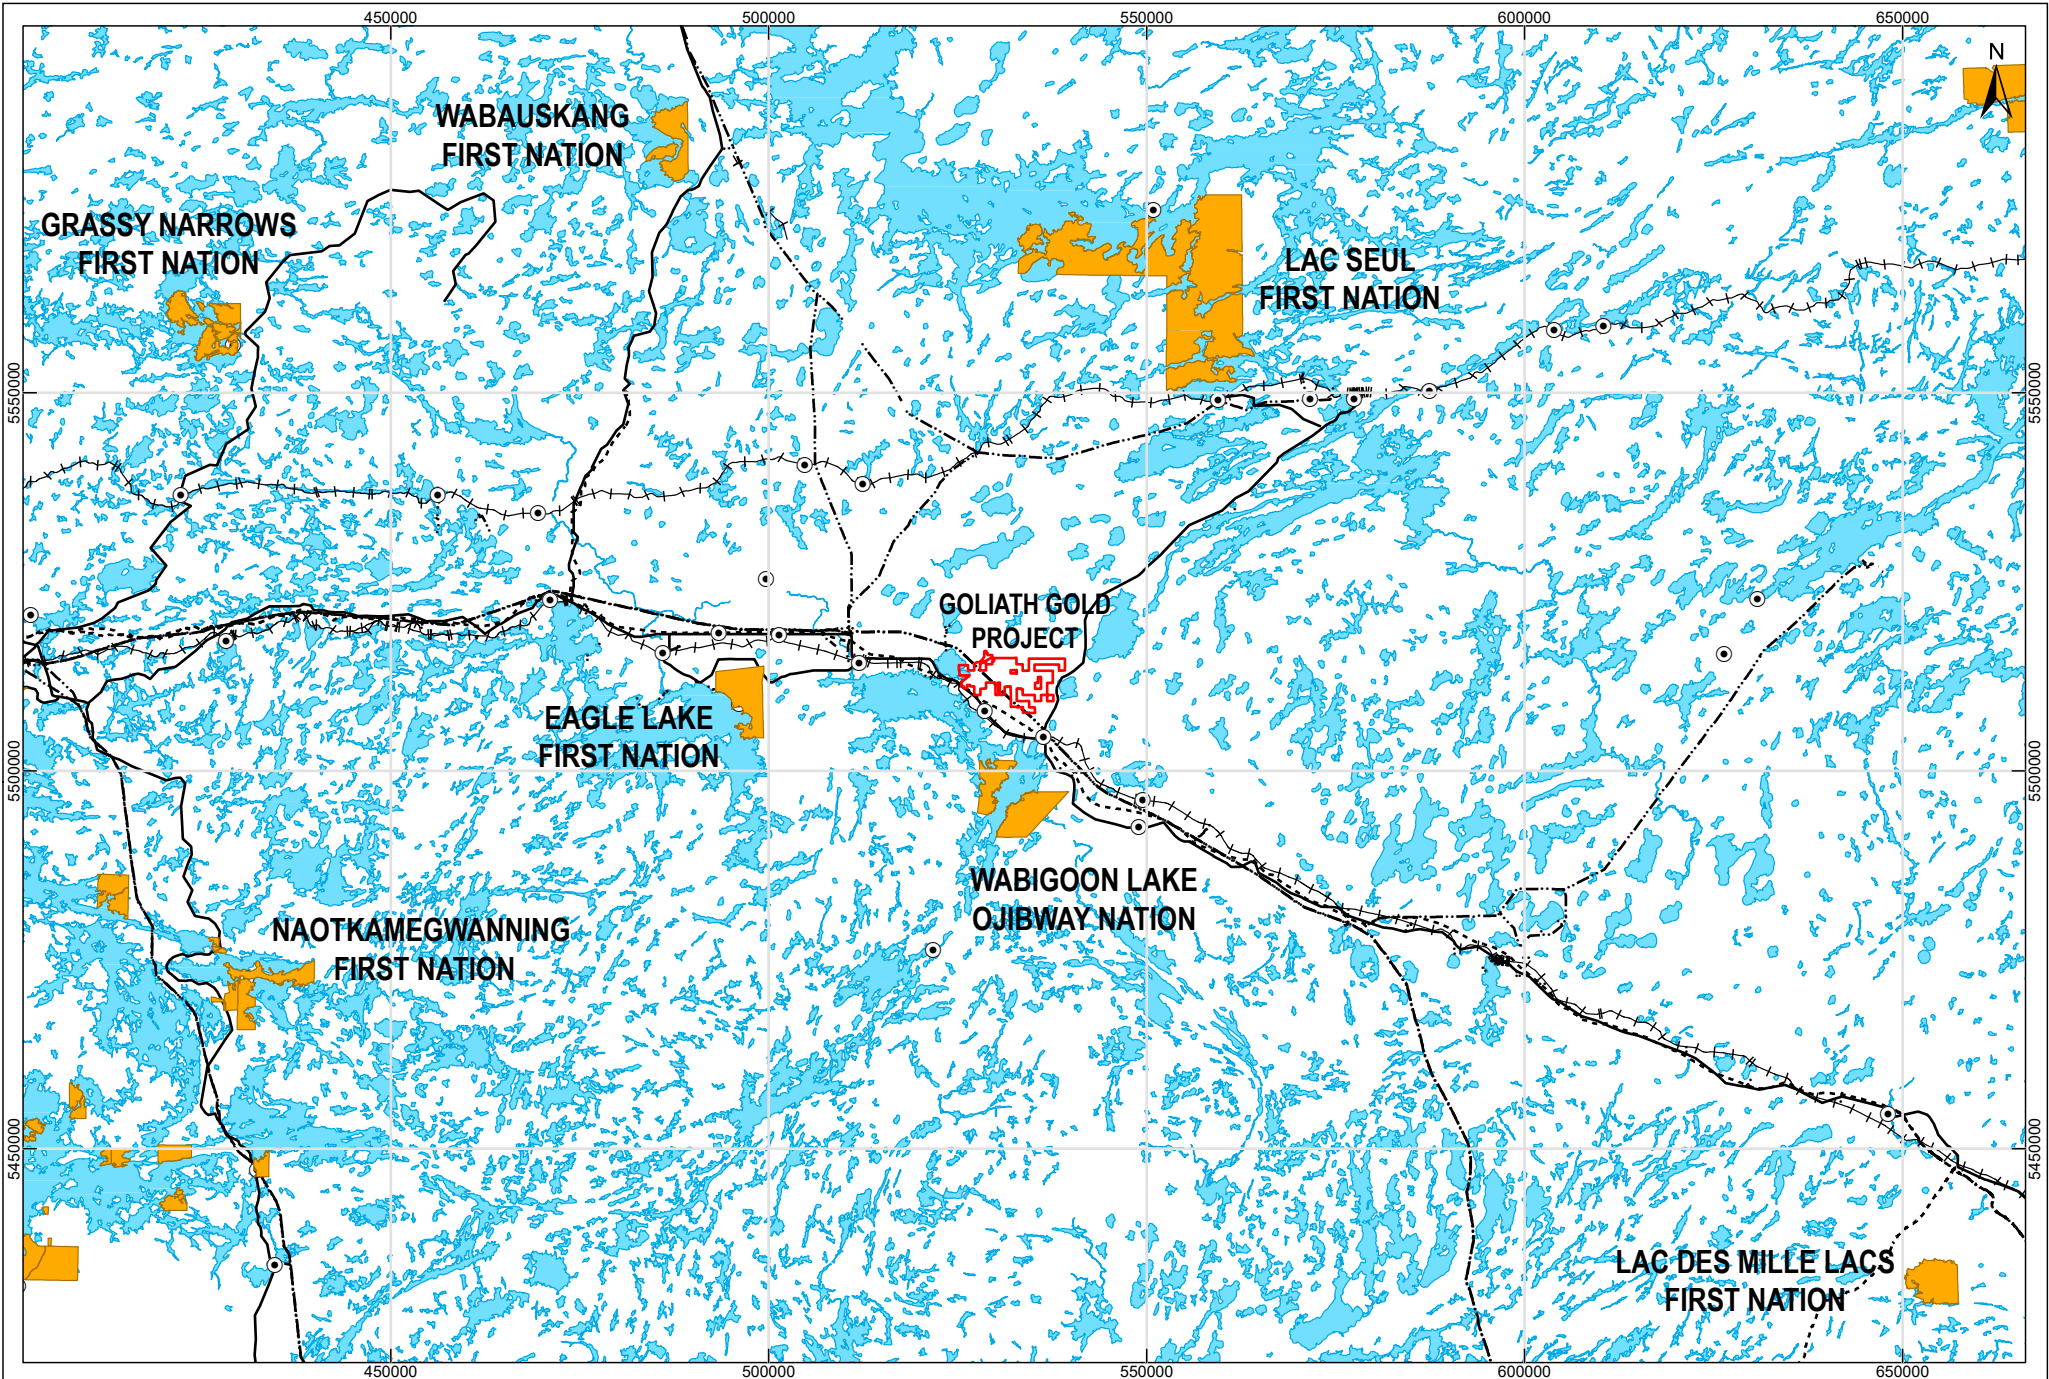 450000
500000
550000
600000
650000
N
WABAUSKANG
FIRST NATION
GRASSY NARROWS
FIRST NATION
LAC SEUL
FIRST NATION
5550000
5550000
GOLIATH GOLD
PROJECT
EAGLE LAKE
FIRST NATION
5500000
5500000
WABIGOON LAKE
OJIBWAY NATION
NAOTKAMEGWANNING
FIRST NATION
5450000
5450000
LAC DES MILLE LACS
FIRST NATION
450000
500000
550000
600000
650000